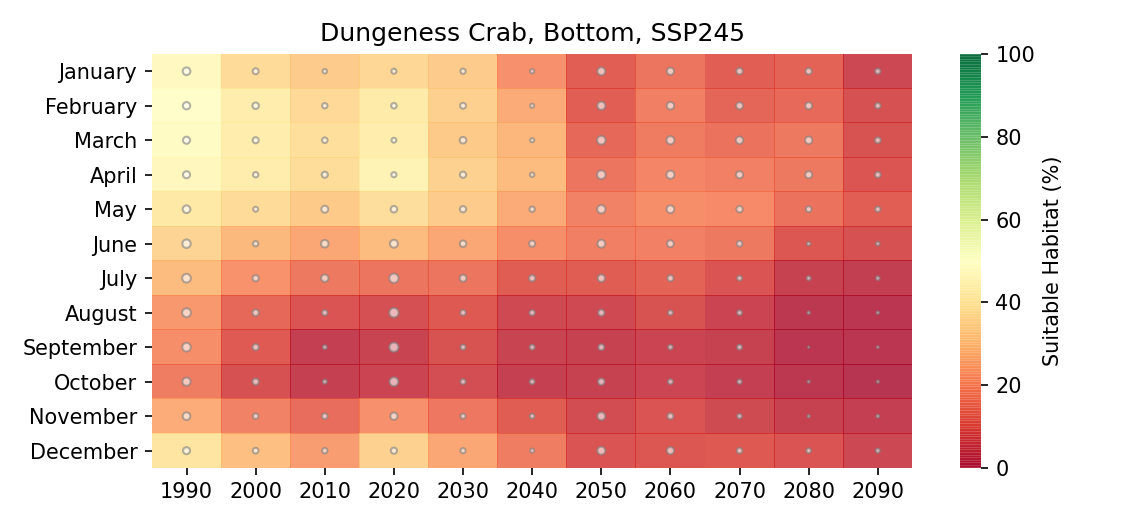 Dungeness Crab, Bottom, SSP245
January
February
March
April
May
June
July
August
September
October
November
December
1990 2000 2010 2020 2030 2040 2050 2060 2070 2080 2090
100
80
60
40
20
0
Suitable Habitat (%)